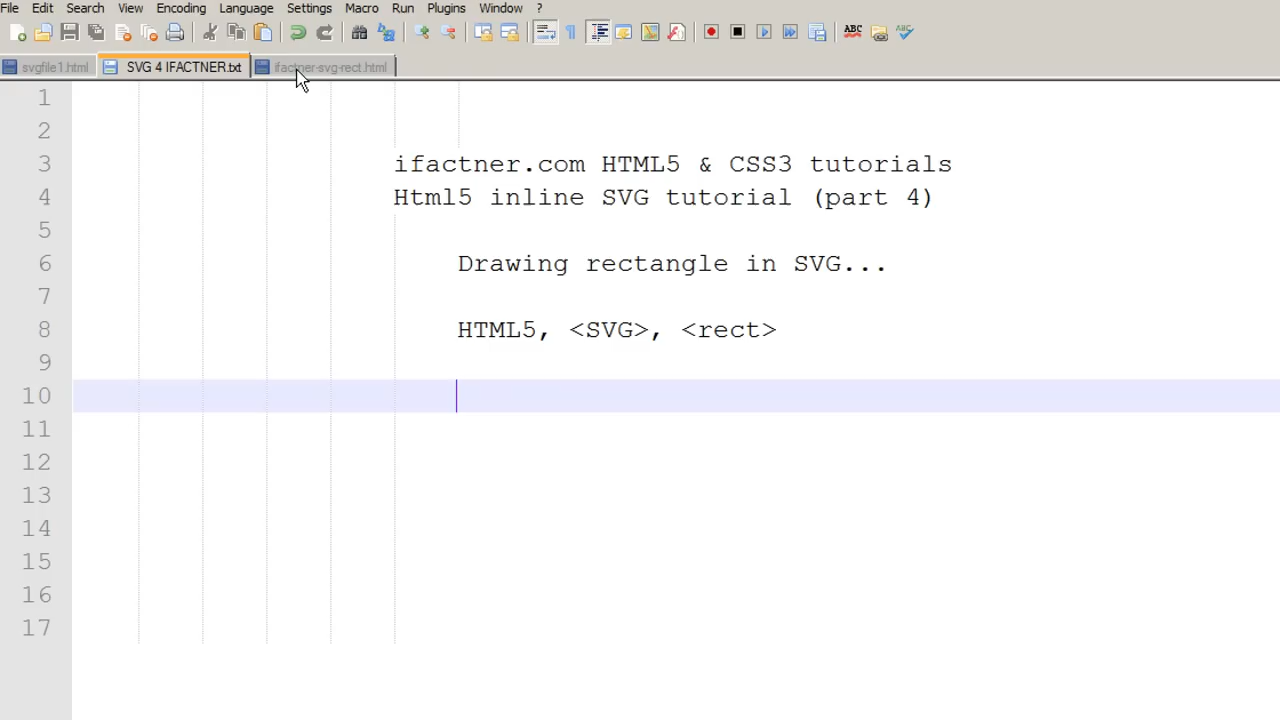 File Edit Search View Encoding Language Settings Macro Run Plugins Window ?
ABC
svgfile1.html SVG 4 IFACTNER.txt ifactner-svg-rect.html
1
2
3 ifactner.com HTML5 & CSS3 tutorials
4 Html5 inline SVG tutorial (part 4)
5
6 Drawing rectangle in SVG...
7
8 HTML5, <SVG>, <rect>
9
10
11
12
13
14
15
16
17